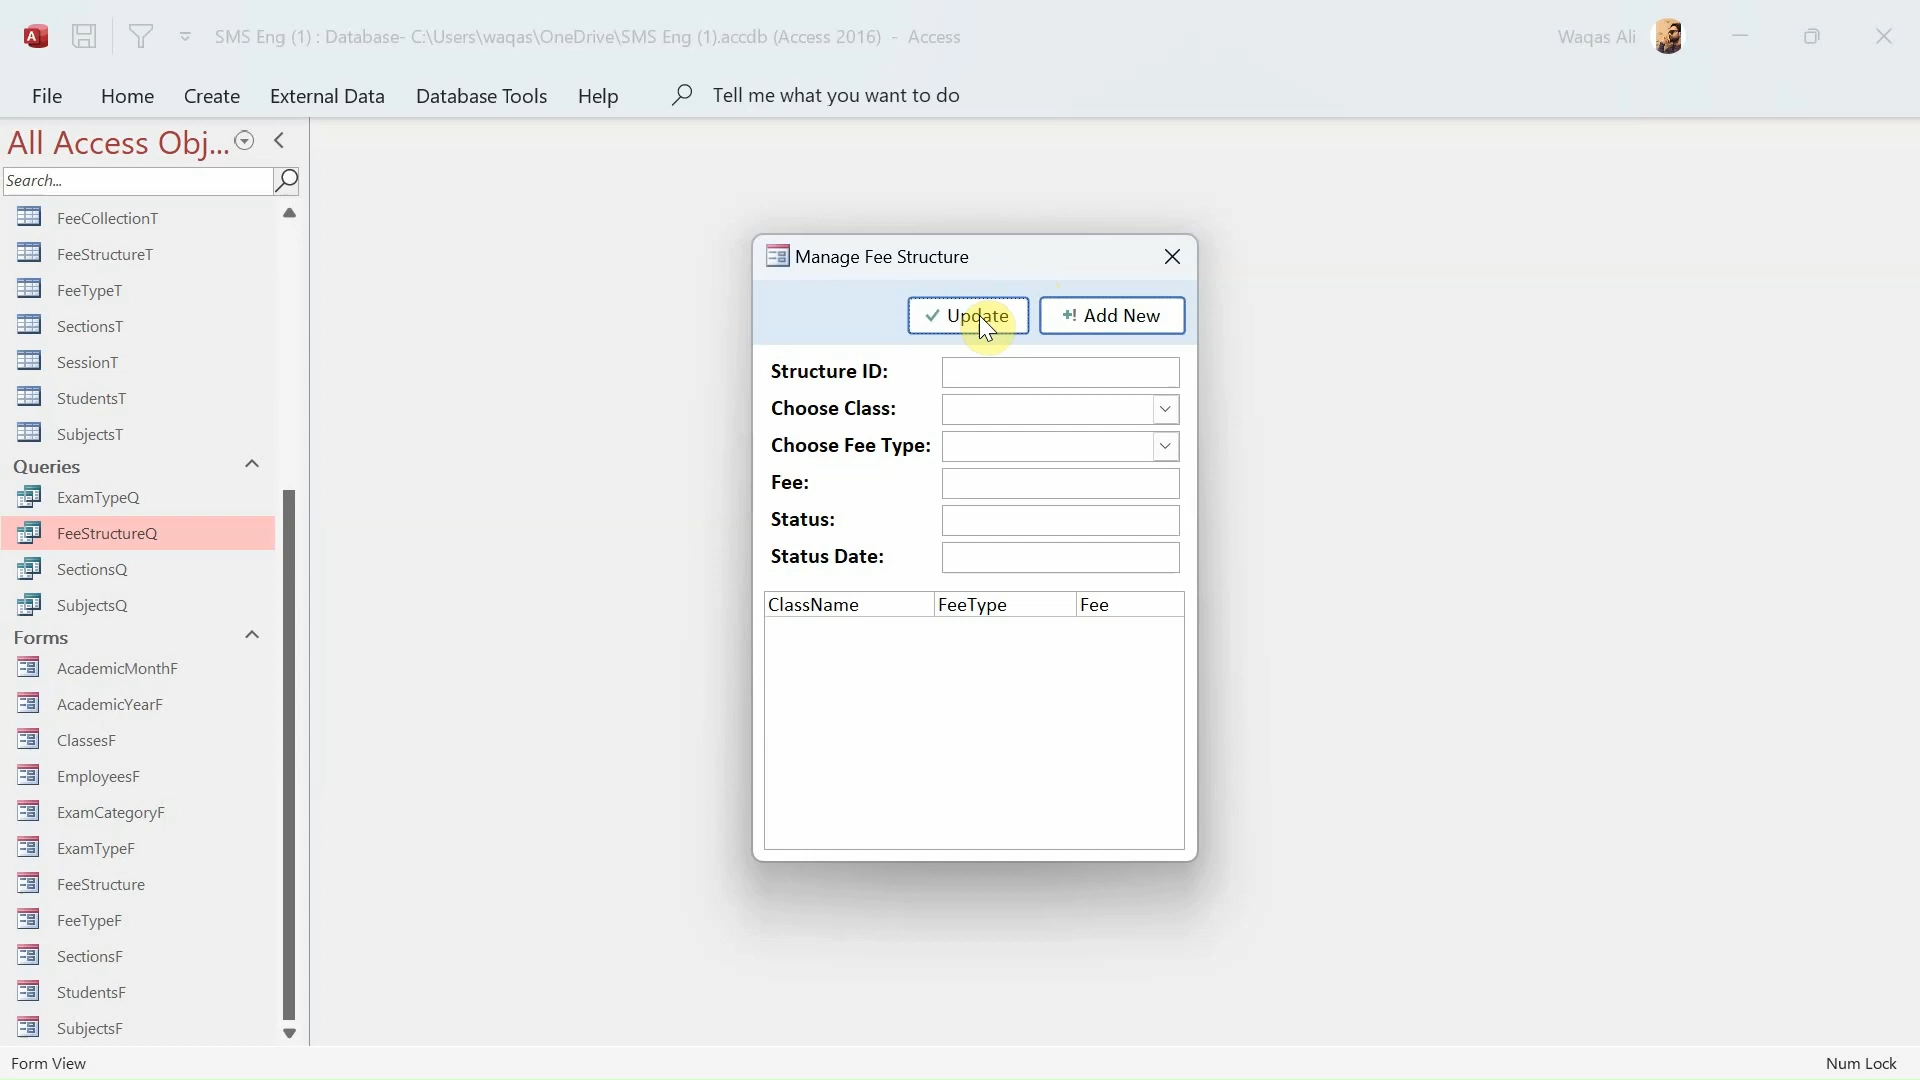 SMS Eng (1) : Database- C:\Users\waqas\OneDrive\SMS Eng (1).accdb (Access 2016) - Access
Waqas Ali
File Home Create External Data Database Tools Help Tell me what you want to do
All Access Obj...
Search...
FeeCollectionT
FeeStructureT
FeeTypeT
SectionsT
SessionT
StudentsT
SubjectsT
Queries
ExamTypeQ
FeeStructureQ
SectionsQ
SubjectsQ
Forms
AcademicMonthF
AcademicYearF
ClassesF
EmployeesF
ExamCategoryF
ExamTypeF
FeeStructure
FeeTypeF
SectionsF
StudentsF
SubjectsF
Manage Fee Structure
Update Add New
Structure ID:
Choose Class:
Choose Fee Type:
Fee:
Status:
Status Date:
ClassName FeeType Fee
Form View Num Lock